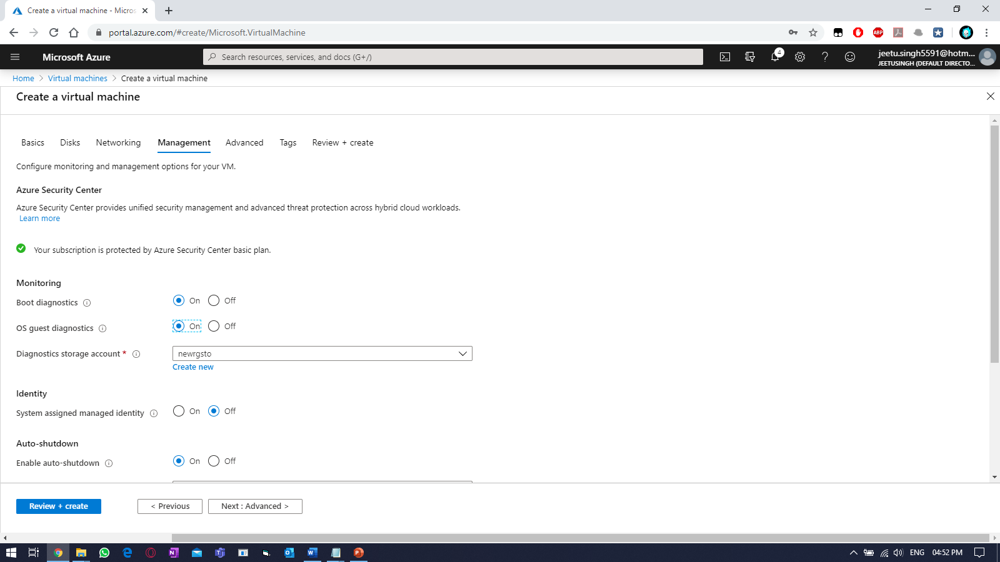 Create a virtual machine - Micros
portal.azure.com/#create/Microsoft.VirtualMachine
ABP
Microsoft Azure
Search resources, services, and docs (G+/)
4
jeetu.singh5591@hotm...
JEETUSINGH (DEFAULT DIRECTO...
Home > Virtual machines > Create a virtual machine
Create a virtual machine
Basics Disks Networking Management Advanced Tags Review + create
Configure monitoring and management options for your VM.
Azure Security Center
Azure Security Center provides unified security management and advanced threat protection across hybrid cloud workloads.
Learn more
Your subscription is protected by Azure Security Center basic plan.
Monitoring
Boot diagnostics On Off
OS guest diagnostics On Off
Diagnostics storage account * newrgsto
Create new
Identity
System assigned managed identity On Off
Auto-shutdown
Enable auto-shutdown On Off
Review + create < Previous Next : Advanced >
ENG 04:52 PM